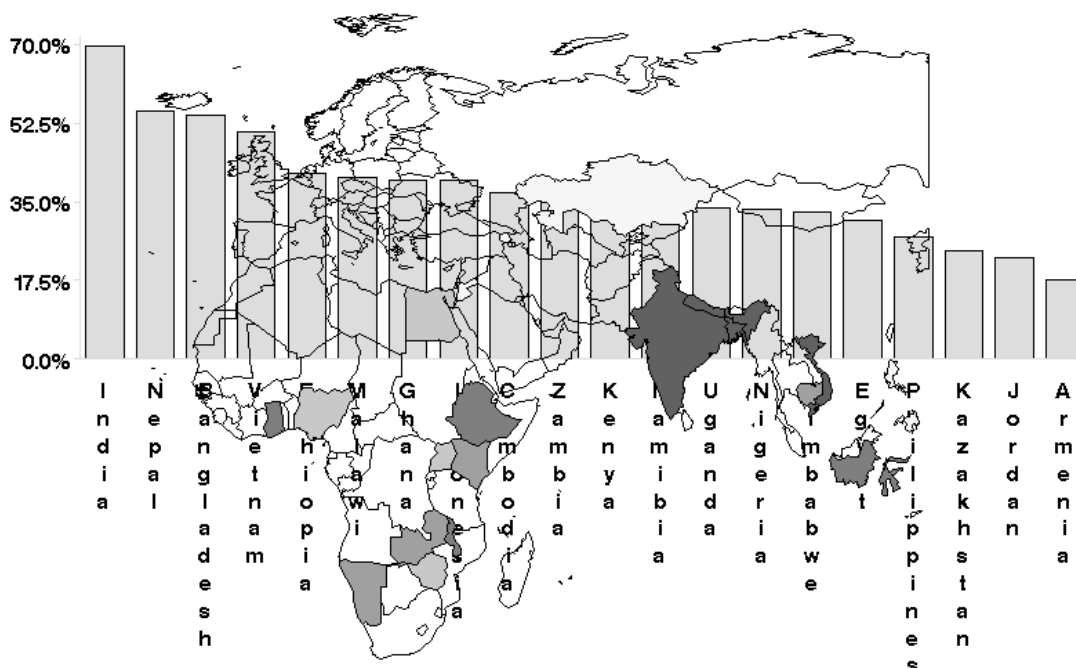 70.0%
52.5%
35.0%
17.5%
0.0%
India
Nepal
Bangladesh
Vietnam
Ethiopia
Malawi
Ghana
Indonesia
Cambodia
Zambia
Kenya
Namibia
Uganda
Nigeria
Zimbabwe
Egypt
Philippines
Kazakhstan
Jordan
Armenia